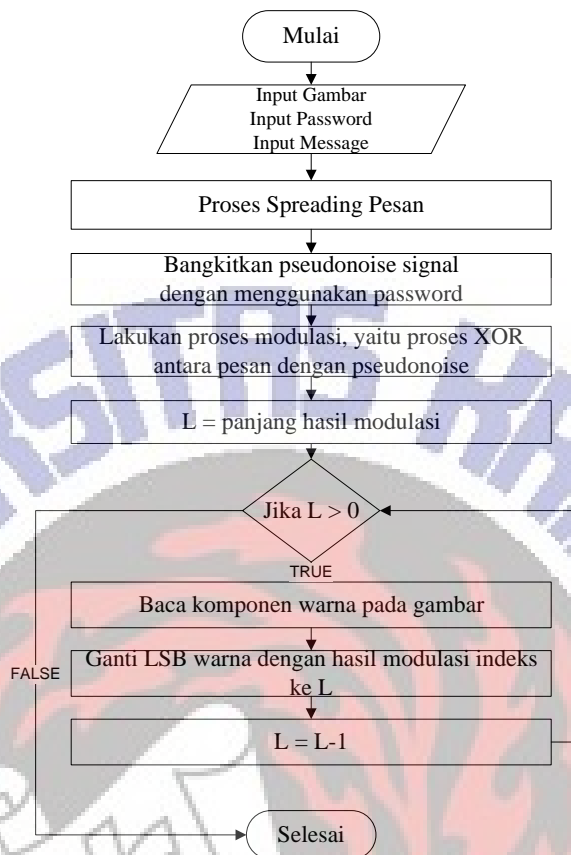 Mulai
Input Gambar
Input Password
Input Message
Proses Spreading Pesan
Bangkitkan pseudonoise signal
dengan menggunakan password
Lakukan proses modulasi, yaitu proses XOR
antara pesan dengan pseudonoise
L = panjang hasil modulasi
Jika L > 0
TRUE
Baca komponen warna pada gambar
FALSE
Ganti LSB warna dengan hasil modulasi indeks
ke L
L = L-1
Selesai